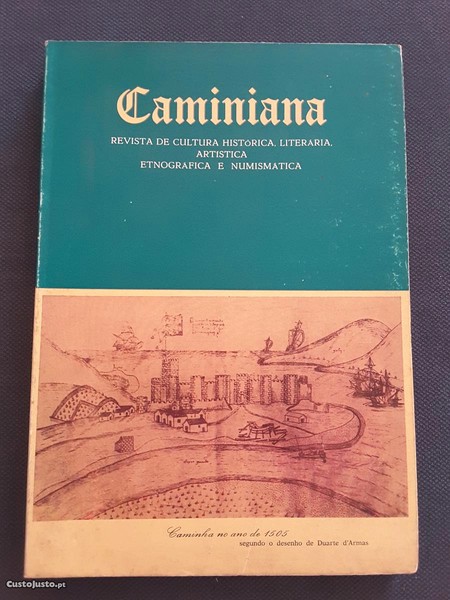 Caminiana
REVISTA DE CULTURA HISTÓRICA, LITERARIA,
ARTISTICA
ETNOGRAFICA E NUMISMATICA
Caminha no ano de 1505
segundo o desenho de Duarte d'Armas
CustoJusto.pt